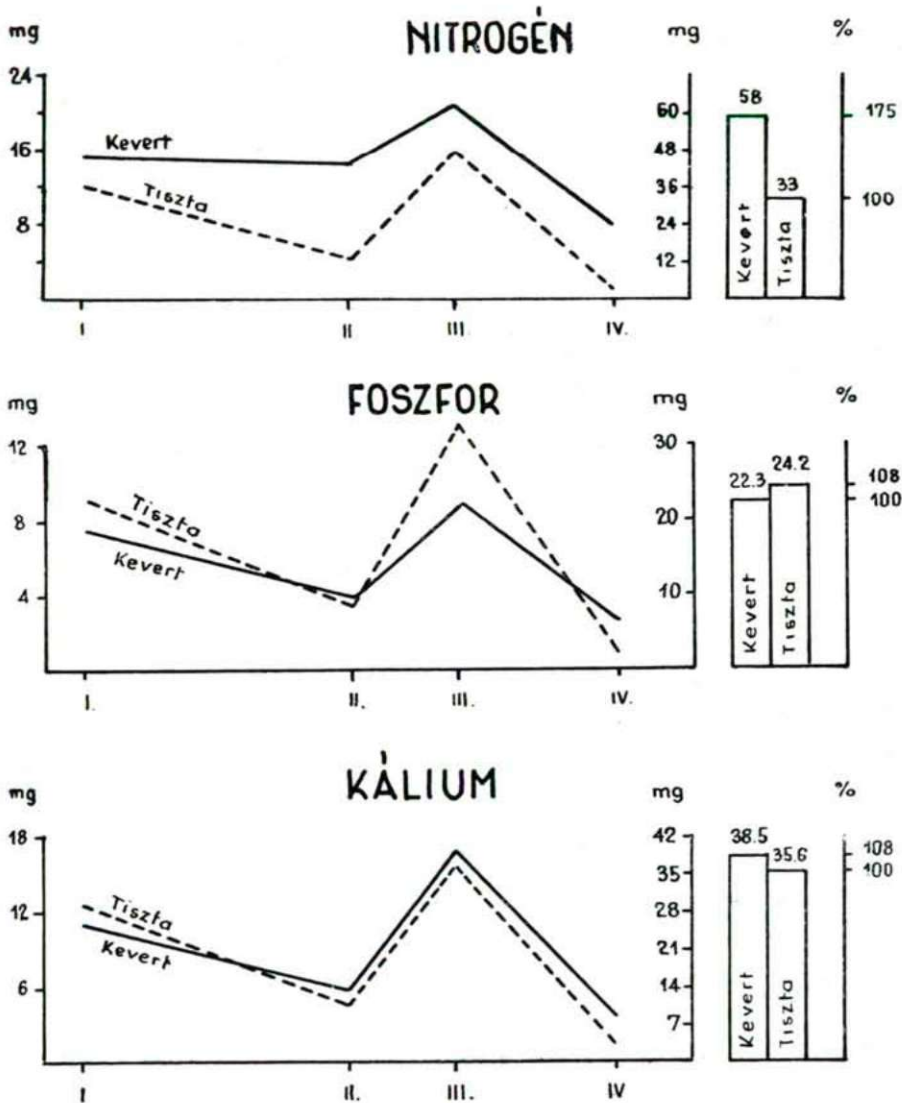 NITROGÉN
mg
24
16
8
Kevert
Tiszta
I
II
III.
IV.
mg
60
48
36
24
12
%
58
33
Kevert
Tiszta
175
100
FOSZFOR
mg
12
8
4
Tiszta
Kevert
I.
II.
III.
IV.
mg
30
20
10
%
22.3
24.2
Kevert
Tiszta
108
100
KÁLIUM
mg
18
12
6
Tiszta
Kevert
I
II.
III.
IV
mg
42
35
28
21
14
7
%
38.5
35.6
Kevert
Tiszta
108
100